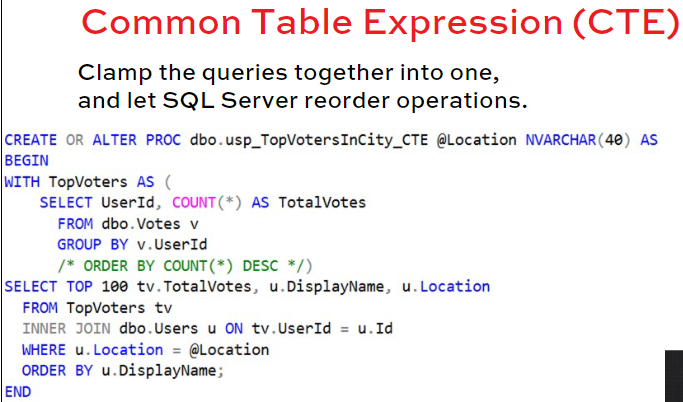 Common Table Expression (CTE)
Clamp the queries together into one,
and let SQL Server reorder operations.
CREATE OR ALTER PROC dbo.usp_TopVotersInCity_CTE @Location NVARCHAR(40) AS
BEGIN
WITH TopVoters AS (
SELECT UserId, COUNT(*) AS TotalVotes
FROM dbo.Votes v
GROUP BY v.UserId
/* ORDER BY COUNT(*) DESC */)
SELECT TOP 100 tv.TotalVotes, u.DisplayName, u.Location
FROM TopVoters tv
INNER JOIN dbo.Users u ON tv.UserId = u.Id
WHERE u.Location = @Location
ORDER BY u.DisplayName;
END